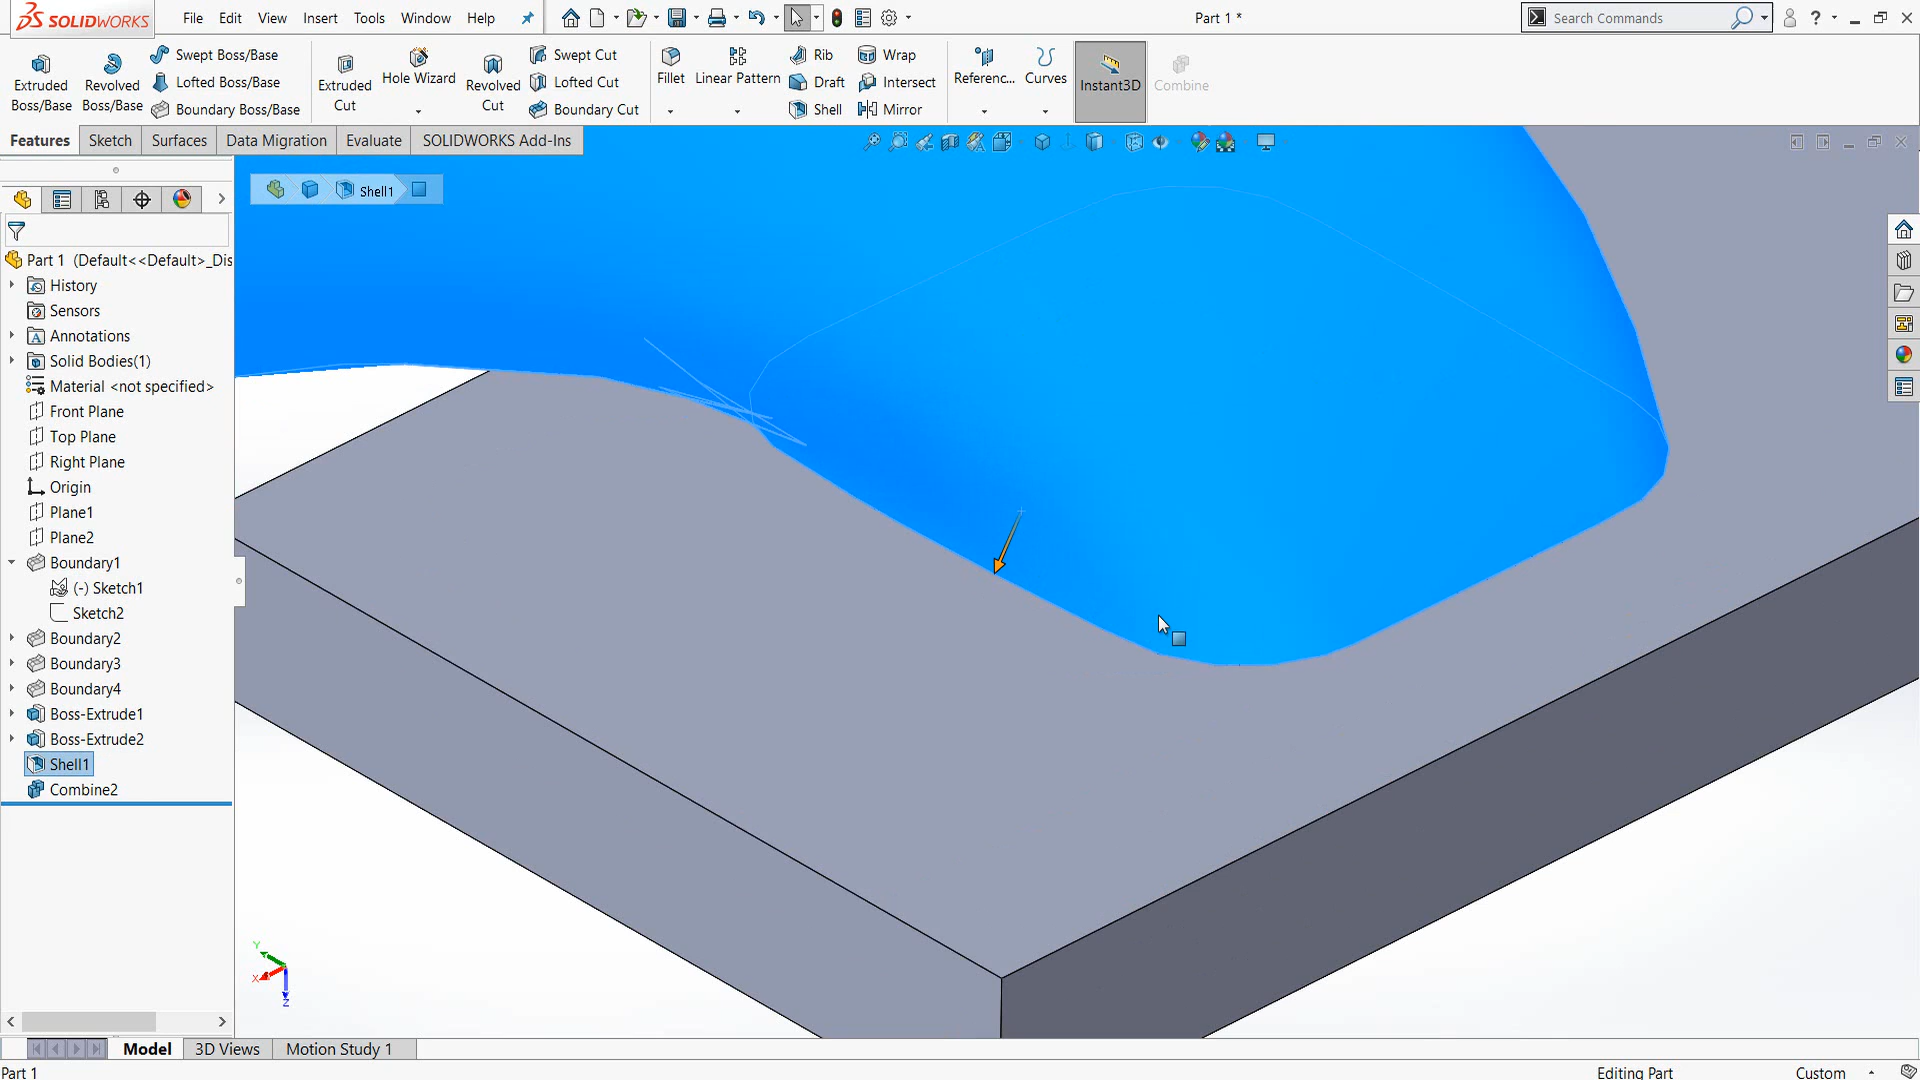 SOLIDWORKS
File Edit View Insert Tools Window Help
Part 1 *
Search Commands
Extruded Boss/Base
Revolved Boss/Base
Swept Boss/Base
Lofted Boss/Base
Boundary Boss/Base
Extruded Cut
Hole Wizard
Revolved Cut
Swept Cut
Lofted Cut
Boundary Cut
Fillet
Linear Pattern
Rib
Draft
Shell
Wrap
Intersect
Mirror
Referenc...
Curves
Instant3D
Combine
Features Sketch Surfaces Data Migration Evaluate SOLIDWORKS Add-Ins
Shell1
Part 1 (Default<<Default>_Dis
History
Sensors
Annotations
Solid Bodies(1)
Material <not specified>
Front Plane
Top Plane
Right Plane
Origin
Plane1
Plane2
Boundary1
(-) Sketch1
Sketch2
Boundary2
Boundary3
Boundary4
Boss-Extrude1
Boss-Extrude2
Shell1
Combine2
Y
X
Z
Model 3D Views Motion Study 1
Part 1
Editing Part
Custom